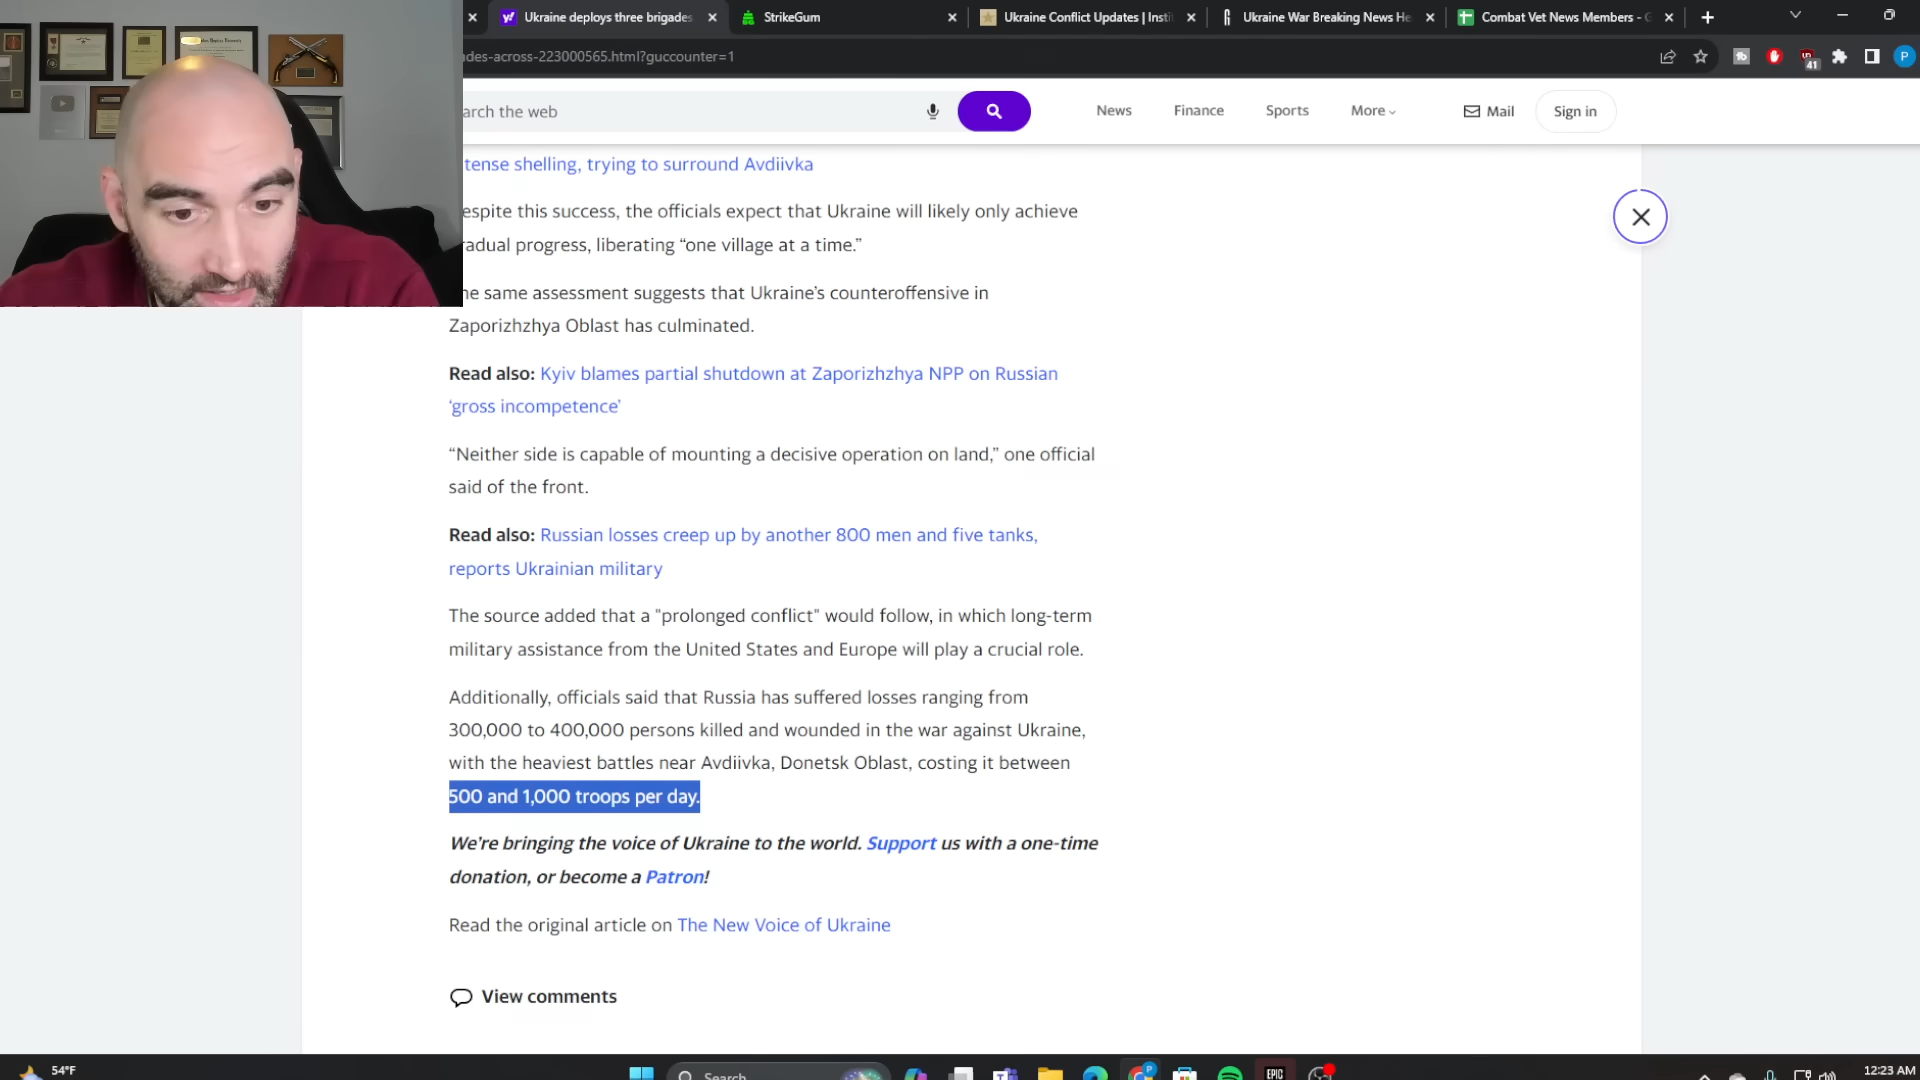 Ukraine deploys three brigades
StrikeGum
Ukraine Conflict Updates | Insti
Ukraine War Breaking News He
Combat Vet News Members - G
des-across-223000565.html?guccounter=1
41
P
arch the web
News
Finance
Sports
More
Mail
Sign in
tense shelling, trying to surround Avdiivka
espite this success, the officials expect that Ukraine will likely only achieve
radual progress, liberating “one village at a time.”
he same assessment suggests that Ukraine’s counteroffensive in
Zaporizhzhya Oblast has culminated.
Read also: Kyiv blames partial shutdown at Zaporizhzhya NPP on Russian
‘gross incompetence’
“Neither side is capable of mounting a decisive operation on land,” one official
said of the front.
Read also: Russian losses creep up by another 800 men and five tanks,
reports Ukrainian military
The source added that a "prolonged conflict" would follow, in which long-term
military assistance from the United States and Europe will play a crucial role.
Additionally, officials said that Russia has suffered losses ranging from
300,000 to 400,000 persons killed and wounded in the war against Ukraine,
with the heaviest battles near Avdiivka, Donetsk Oblast, costing it between
500 and 1,000 troops per day.
We’re bringing the voice of Ukraine to the world. Support us with a one-time
donation, or become a Patron!
Read the original article on The New Voice of Ukraine
View comments
54°F
Search
EPIC
12:23 AM